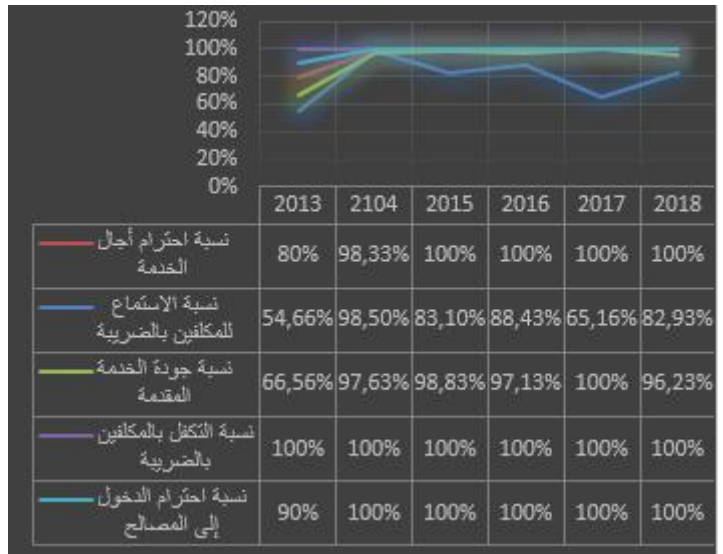 120%
100%
80%
60%
40%
20%
0%
2013 2104 2015 2016 2017 2018
نسبة احترام أجال
الخدمة
80% 98,33% 100% 100% 100% 100%
نسبة الاستماع
للمكلفين بالضريبة
54,66% 98,50% 83,10% 88,43% 65,16% 82,93%
نسبة جودة الخدمة
المقدمة
66,56% 97,63% 98,83% 97,13% 100% 96,23%
نسبة التكفل بالمكلفين
بالضريبة
100% 100% 100% 100% 100% 100%
نسبة احترام الدخول
إلى المصالح
90% 100% 100% 100% 100% 100%